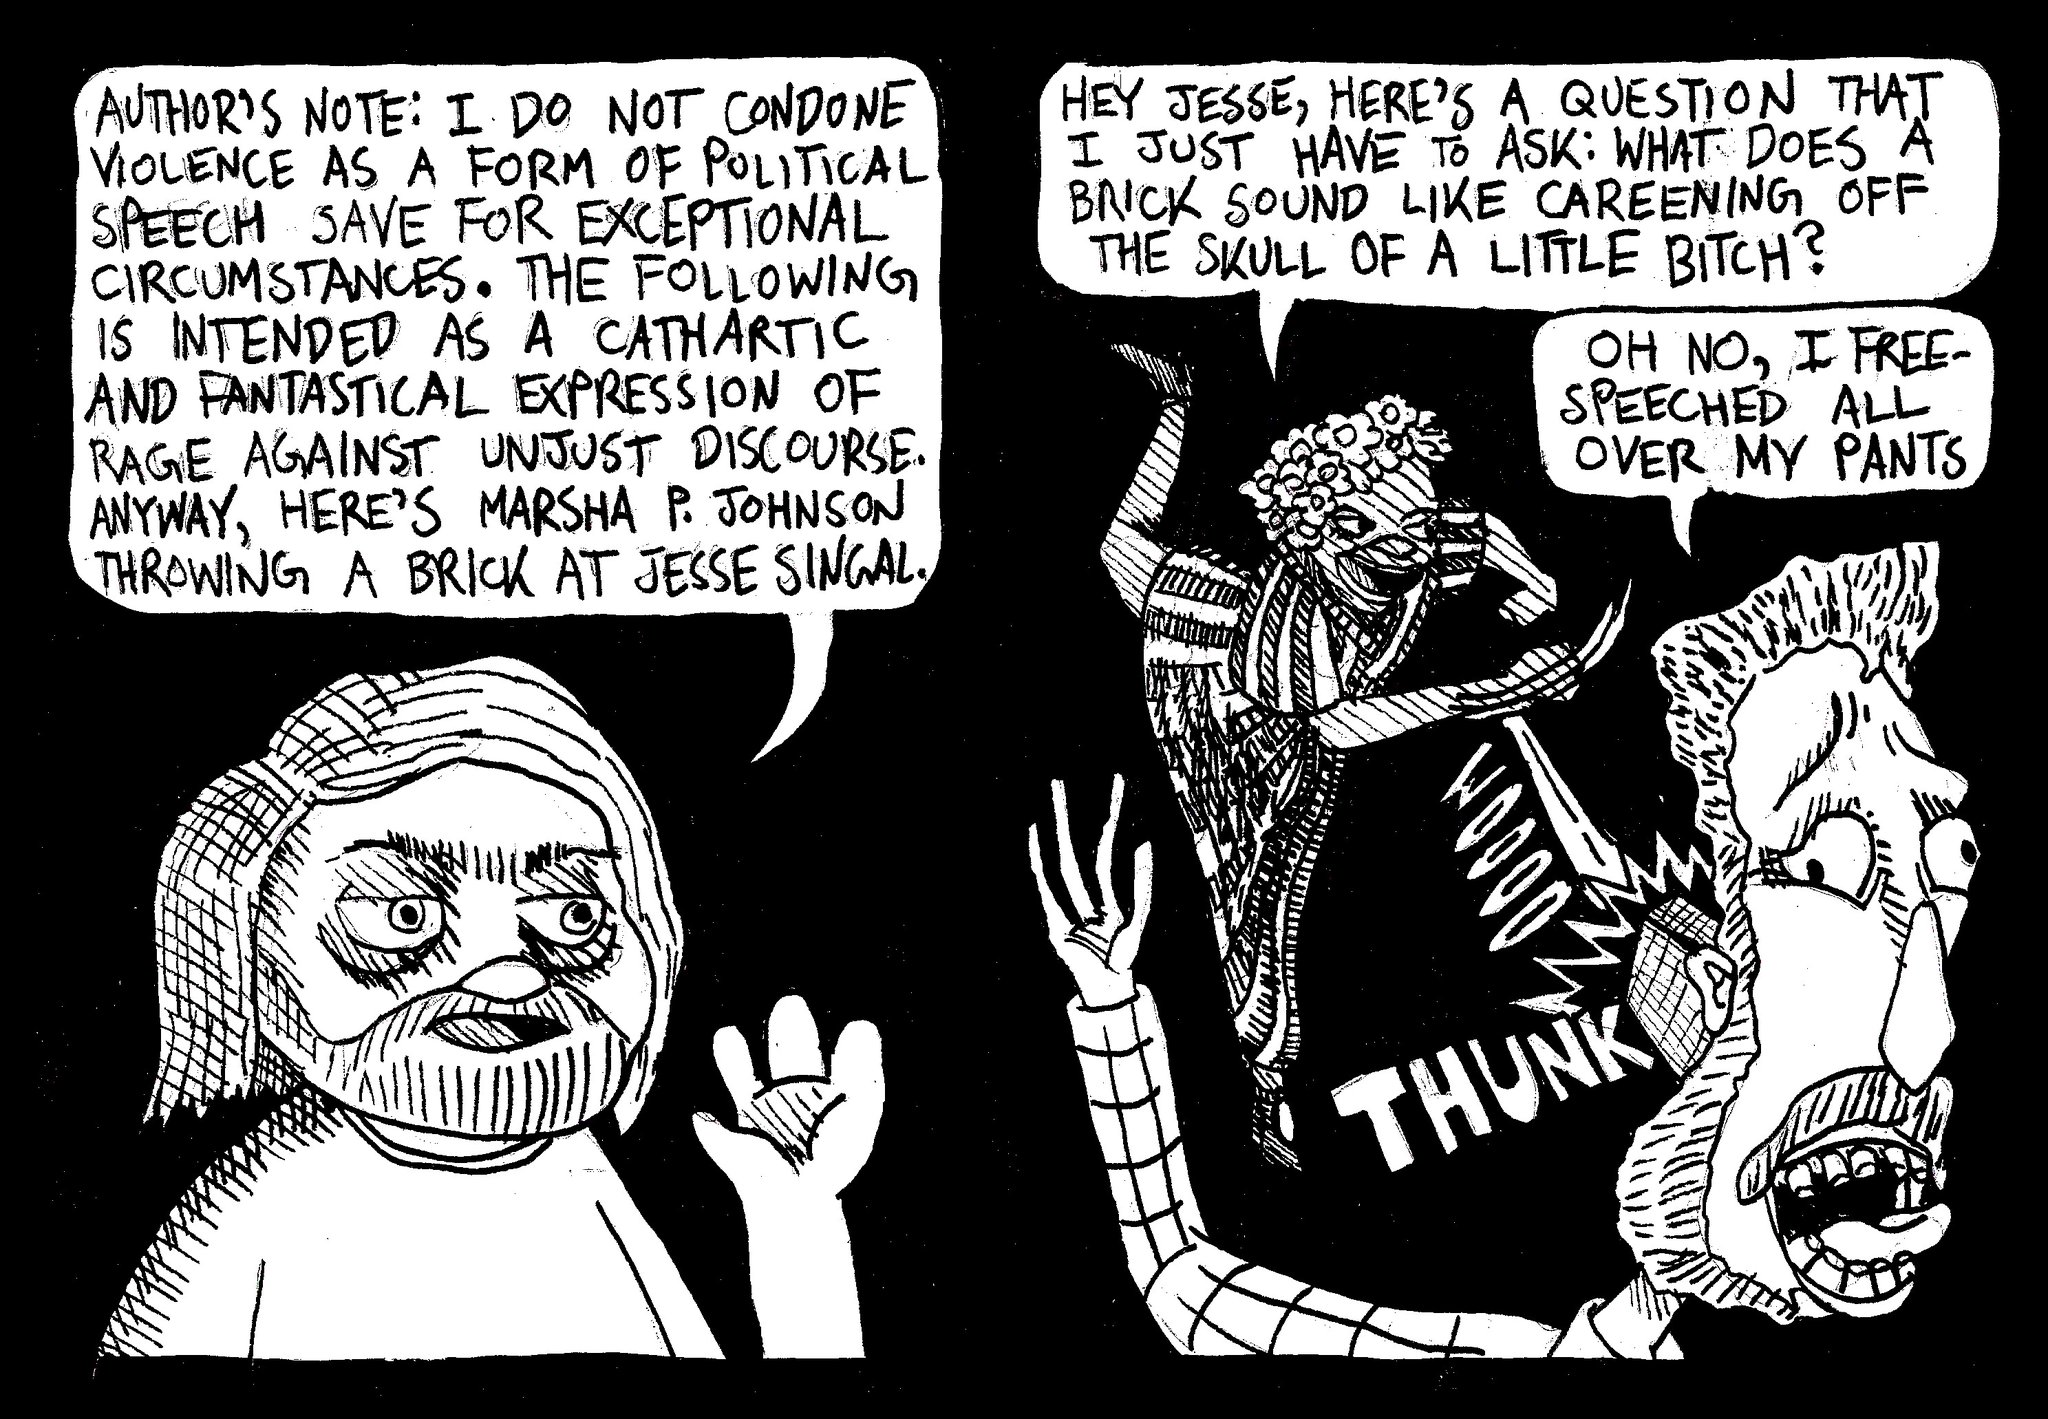 AUTHOR'S NOTE: I DO NOT CONDONE
VIOLENCE AS A FORM OF POLITICAL
SPEECH SAVE FOR EXCEPTIONAL
CIRCUMSTANCES. THE FOLLOWING
IS INTENDED AS A CATHARTIC
AND FANTASTICAL EXPRESSION OF
RAGE AGAINST UNJUST DISCOURSE.
ANYWAY, HERE'S MARSHA P. JOHNSON
THROWING A BRICK AT JESSE SINGAL.
HEY JESSE, HERE'S A QUESTION THAT
I JUST HAVE TO ASK: WHAT DOES A
BRICK SOUND LIKE CAREENING OFF
THE SKULL OF A LITTLE BITCH?
OH NO, I FREE-
SPEECHED ALL
OVER MY PANTS
WOOOO
THUNK